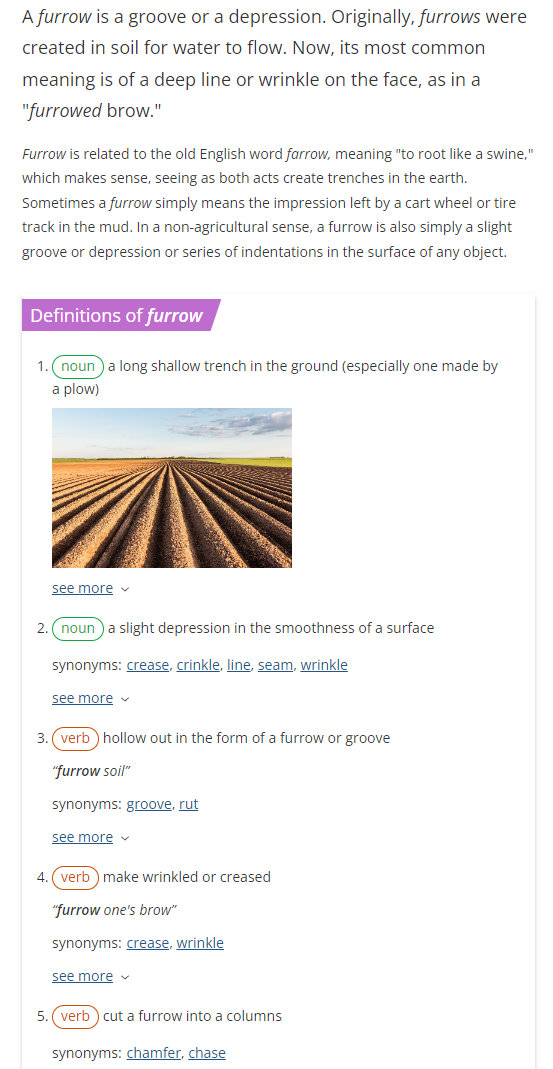 A furrow is a groove or a depression. Originally, furrows were
created in soil for water to flow. Now, its most common
meaning is of a deep line or wrinkle on the face, as in a
"furrowed brow."
Furrow is related to the old English word farrow, meaning "to root like a swine,"
which makes sense, seeing as both acts create trenches in the earth.
Sometimes a furrow simply means the impression left by a cart wheel or tire
track in the mud. In a non-agricultural sense, a furrow is also simply a slight
groove or depression or series of indentations in the surface of any object.
Definitions of furrow
1. noun a long shallow trench in the ground (especially one made by
a plow)
see more
2. noun a slight depression in the smoothness of a surface
synonyms: crease, crinkle, line, seam, wrinkle
see more
3. verb hollow out in the form of a furrow or groove
“furrow soil”
synonyms: groove, rut
see more
4. verb make wrinkled or creased
“furrow one's brow”
synonyms: crease, wrinkle
see more
5. verb cut a furrow into a columns
synonyms: chamfer, chase